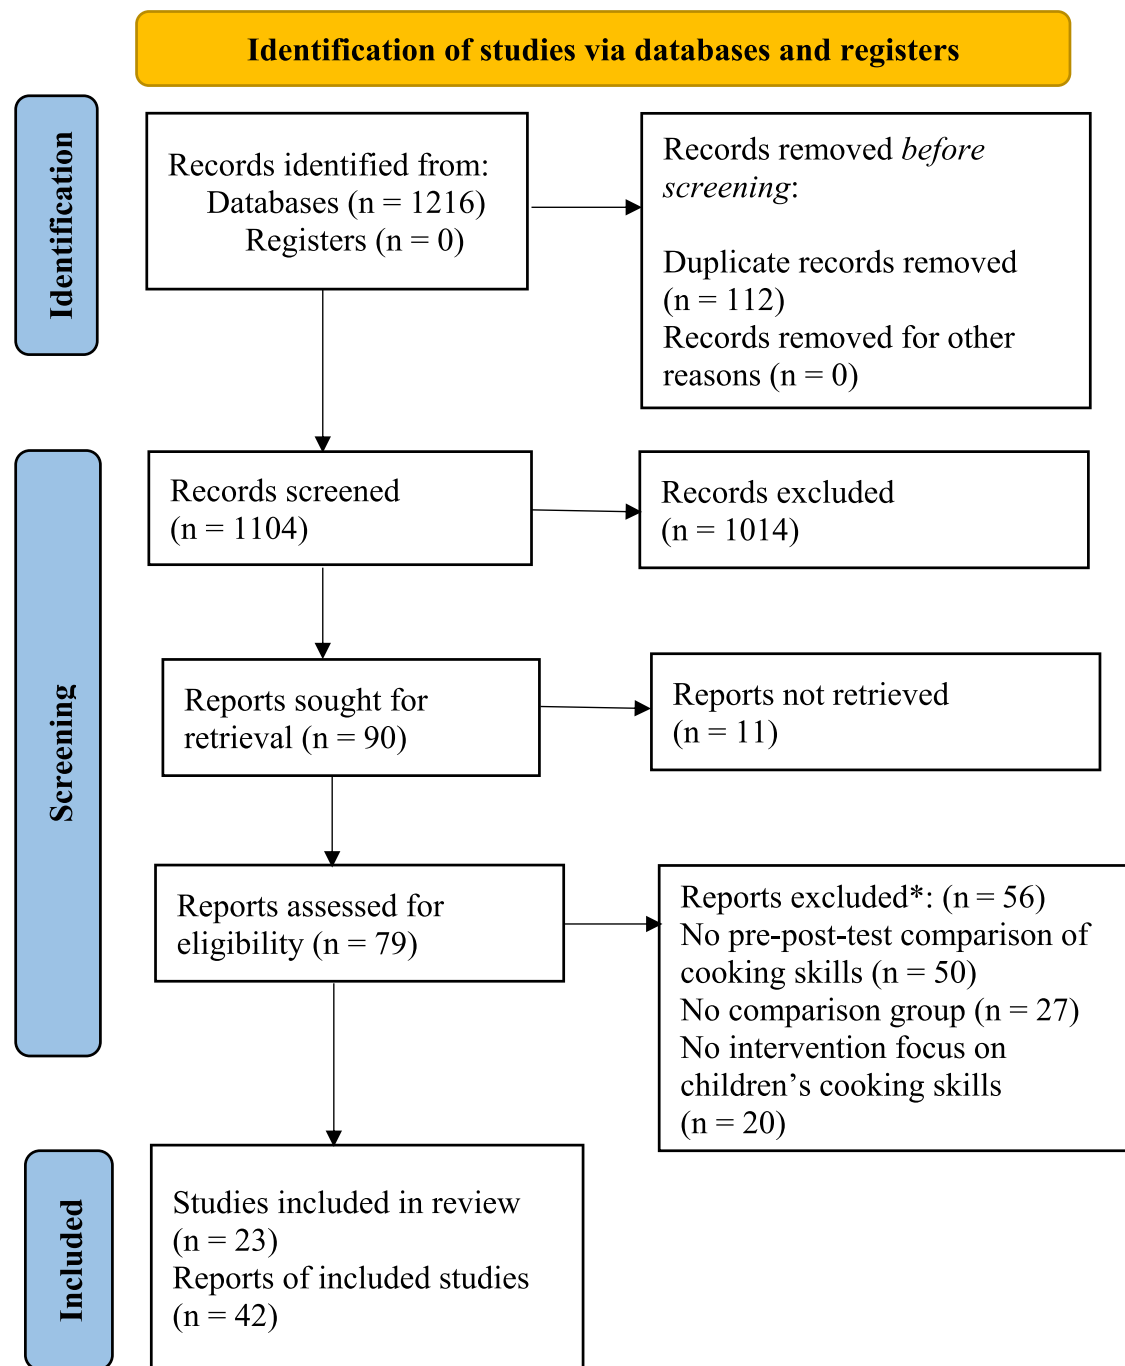 Identification of studies via databases and registers
Identification
Records identified from:
Databases (n = 1216)
Registers (n = 0)
Records removed before
screening:
Duplicate records removed
(n = 112)
Records removed for other
reasons (n = 0)
Screening
Records screened
(n = 1104)
Records excluded
(n = 1014)
Reports sought for
retrieval (n = 90)
Reports not retrieved
(n = 11)
Reports assessed for
eligibility (n = 79)
Reports excluded*: (n = 56)
No pre-post-test comparison of
cooking skills (n = 50)
No comparison group (n = 27)
No intervention focus on
children’s cooking skills
(n = 20)
Included
Studies included in review
(n = 23)
Reports of included studies
(n = 42)